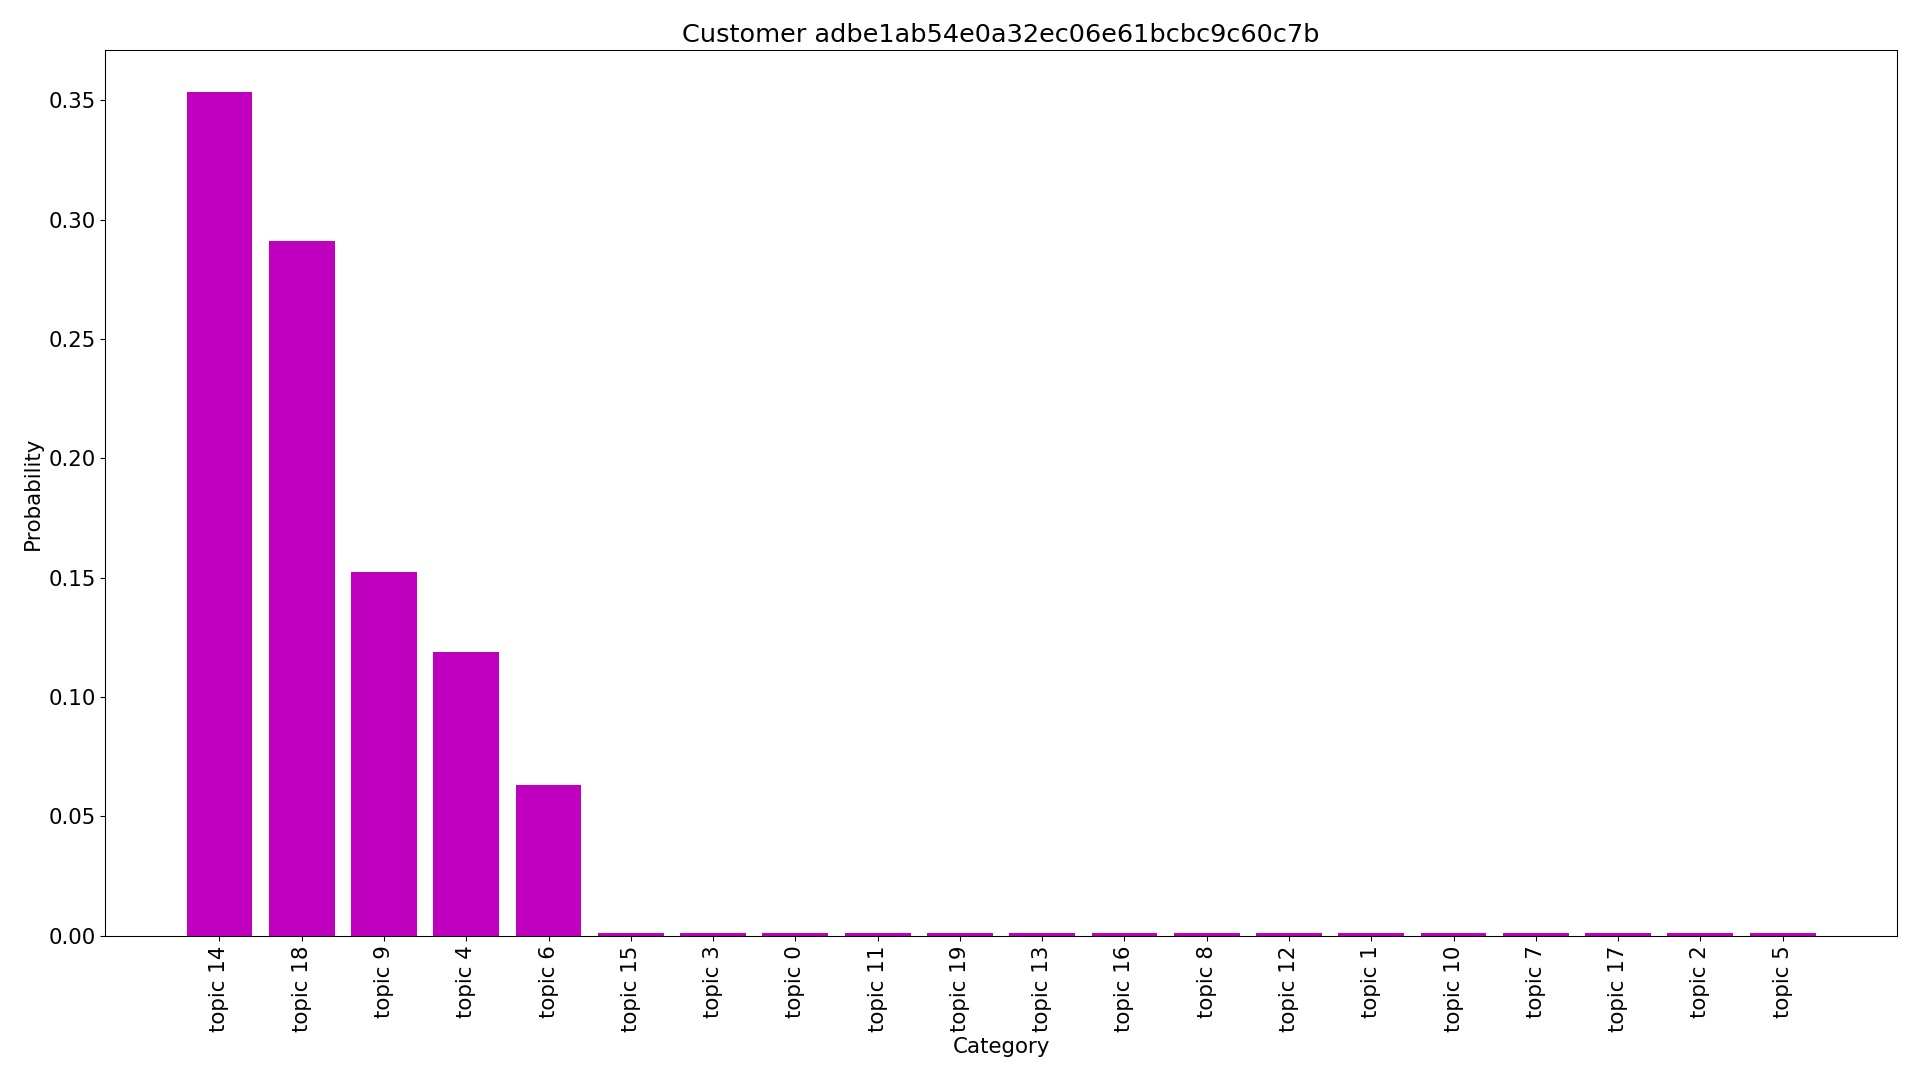 Customer adbe1ab54e0a32ec06e61bcbc9c60c7b
Probability
0.35
0.30
0.25
0.20
0.15
0.10
0.05
0.00
topic 14
topic 18
topic 9
topic 4
topic 6
topic 15
topic 3
topic 0
topic 11
topic 19
topic 13
topic 16
topic 8
topic 12
topic 1
topic 10
topic 7
topic 17
topic 2
topic 5
Category